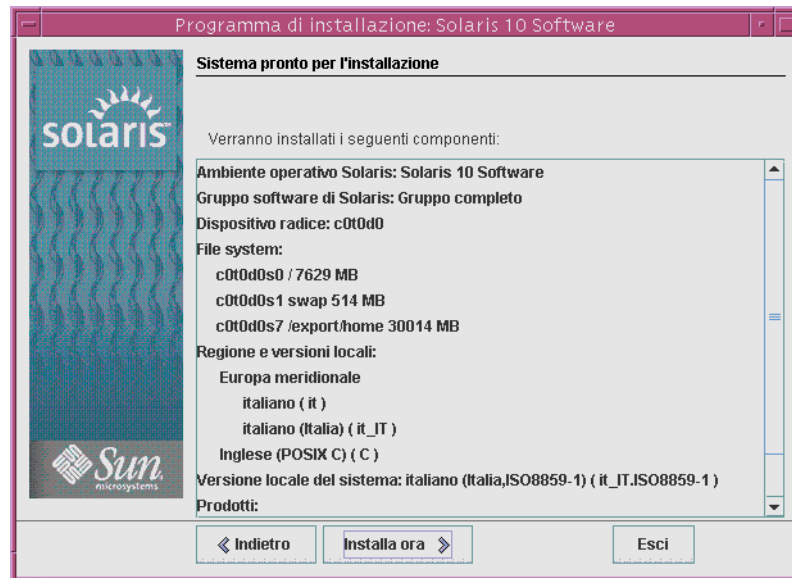 Programma di installazione: Solaris 10 Software
Sistema pronto per l'installazione
solaris
Verranno installati i seguenti componenti:
Ambiente operativo Solaris: Solaris 10 Software
Gruppo software di Solaris: Gruppo completo
Dispositivo radice: c0t0d0
File system:
c0t0d0s0 / 7629 MB
c0t0d0s1 swap 514 MB
c0t0d0s7 /export/home 30014 MB
Regione e versioni locali:
Europa meridionale
italiano ( it )
italiano (Italia) ( it_IT )
Inglese (POSIX C) ( C )
Versione locale del sistema: italiano (Italia,ISO8859-1) ( it_IT.ISO8859-1 )
Prodotti:
Sun
microsystems
Indietro
Installa ora
Esci